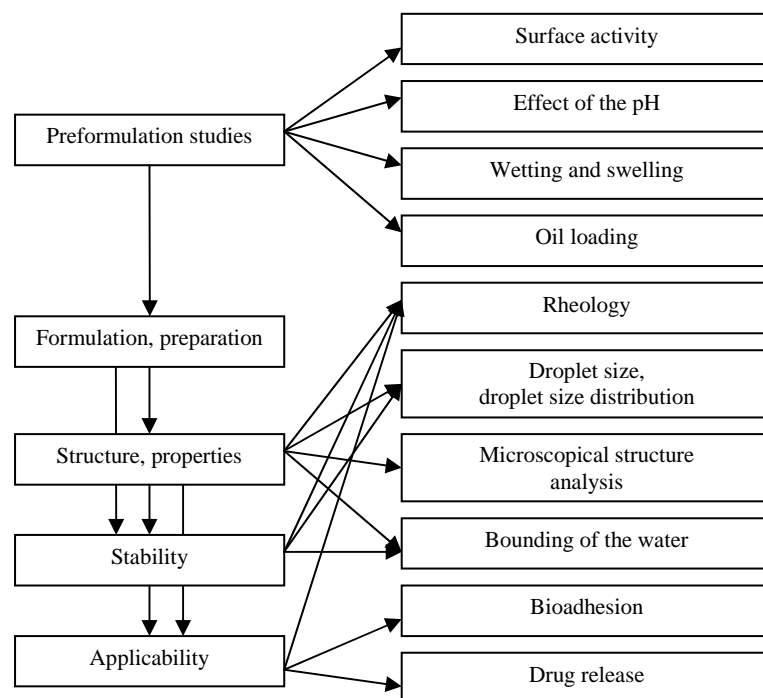 Surface activity
Effect of the pH
Preformulation studies
Wetting and swelling
Oil loading
Rheology
Formulation, preparation
Droplet size,
droplet size distribution
Structure, properties
Microscopical structure
analysis
Stability
Bounding of the water
Bioadhesion
Applicability
Drug release